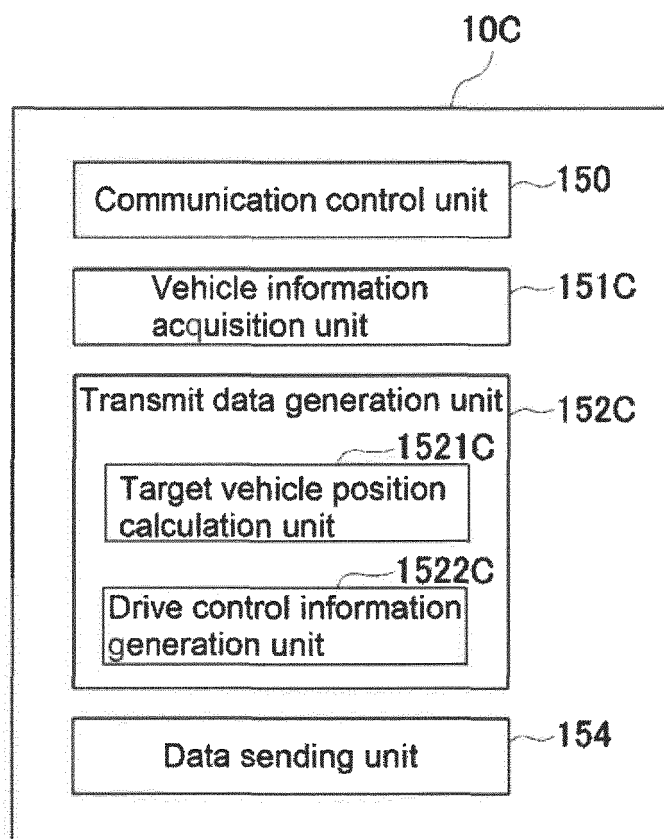 10C
Communication control unit
150
Vehicle information
acquisition unit
151C
Transmit data generation unit
152C
1521C
Target vehicle position
calculation unit
1522C
Drive control information
generation unit
Data sending unit
154